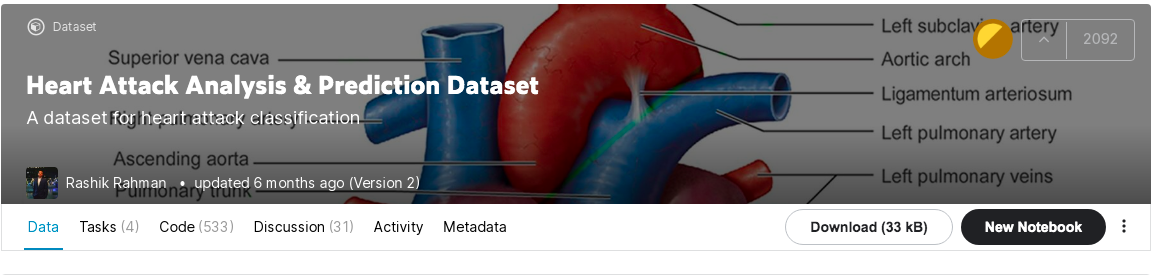 Dataset
Left subclavian artery
2092
Superior vena cava
Aortic arch
Heart Attack Analysis & Prediction Dataset
Ligamentum arteriosum
A dataset for heart attack classification
Left pulmonary artery
Ascending aorta
Left pulmonary veins
Rashik Rahman • updated 6 months ago (Version 2)
Pulmonary trunk
Data Tasks (4) Code (533) Discussion (31) Activity Metadata Download (33 kB) New Notebook